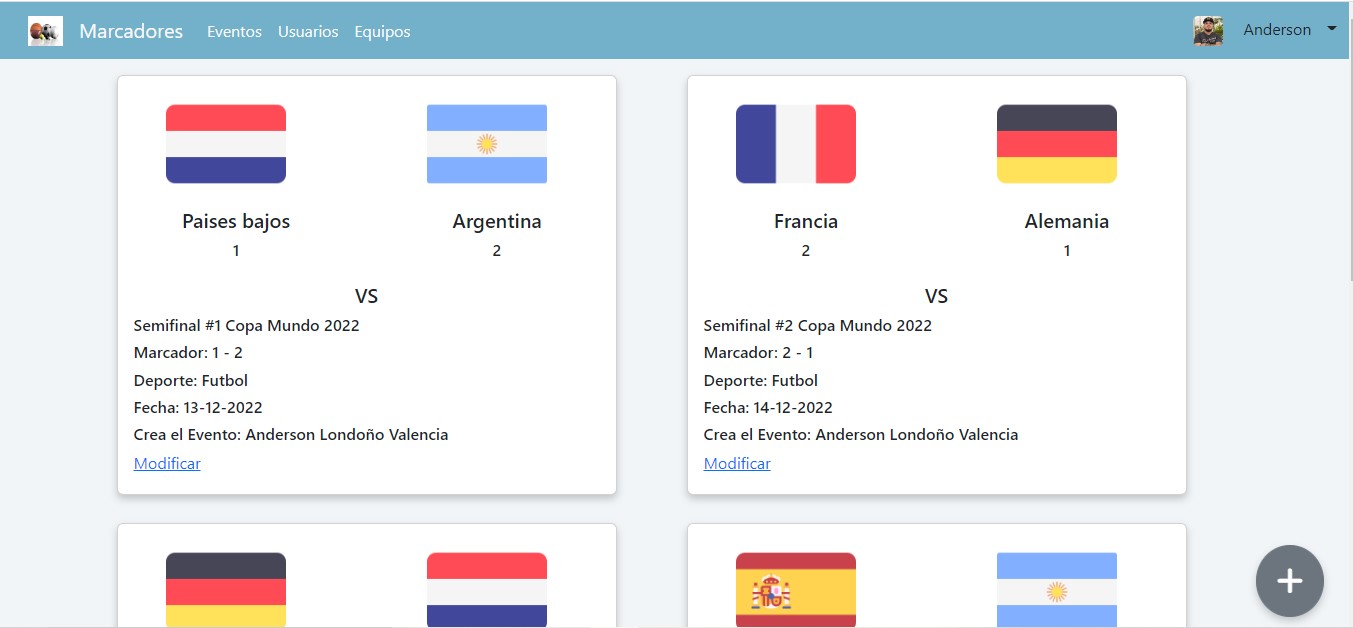 Marcadores Eventos Usuarios Equipos Anderson
Paises bajos Argentina
1 2
VS
Semifinal #1 Copa Mundo 2022
Marcador: 1 - 2
Deporte: Futbol
Fecha: 13-12-2022
Crea el Evento: Anderson Londoño Valencia
Modificar
Francia Alemania
2 1
VS
Semifinal #2 Copa Mundo 2022
Marcador: 2 - 1
Deporte: Futbol
Fecha: 14-12-2022
Crea el Evento: Anderson Londoño Valencia
Modificar